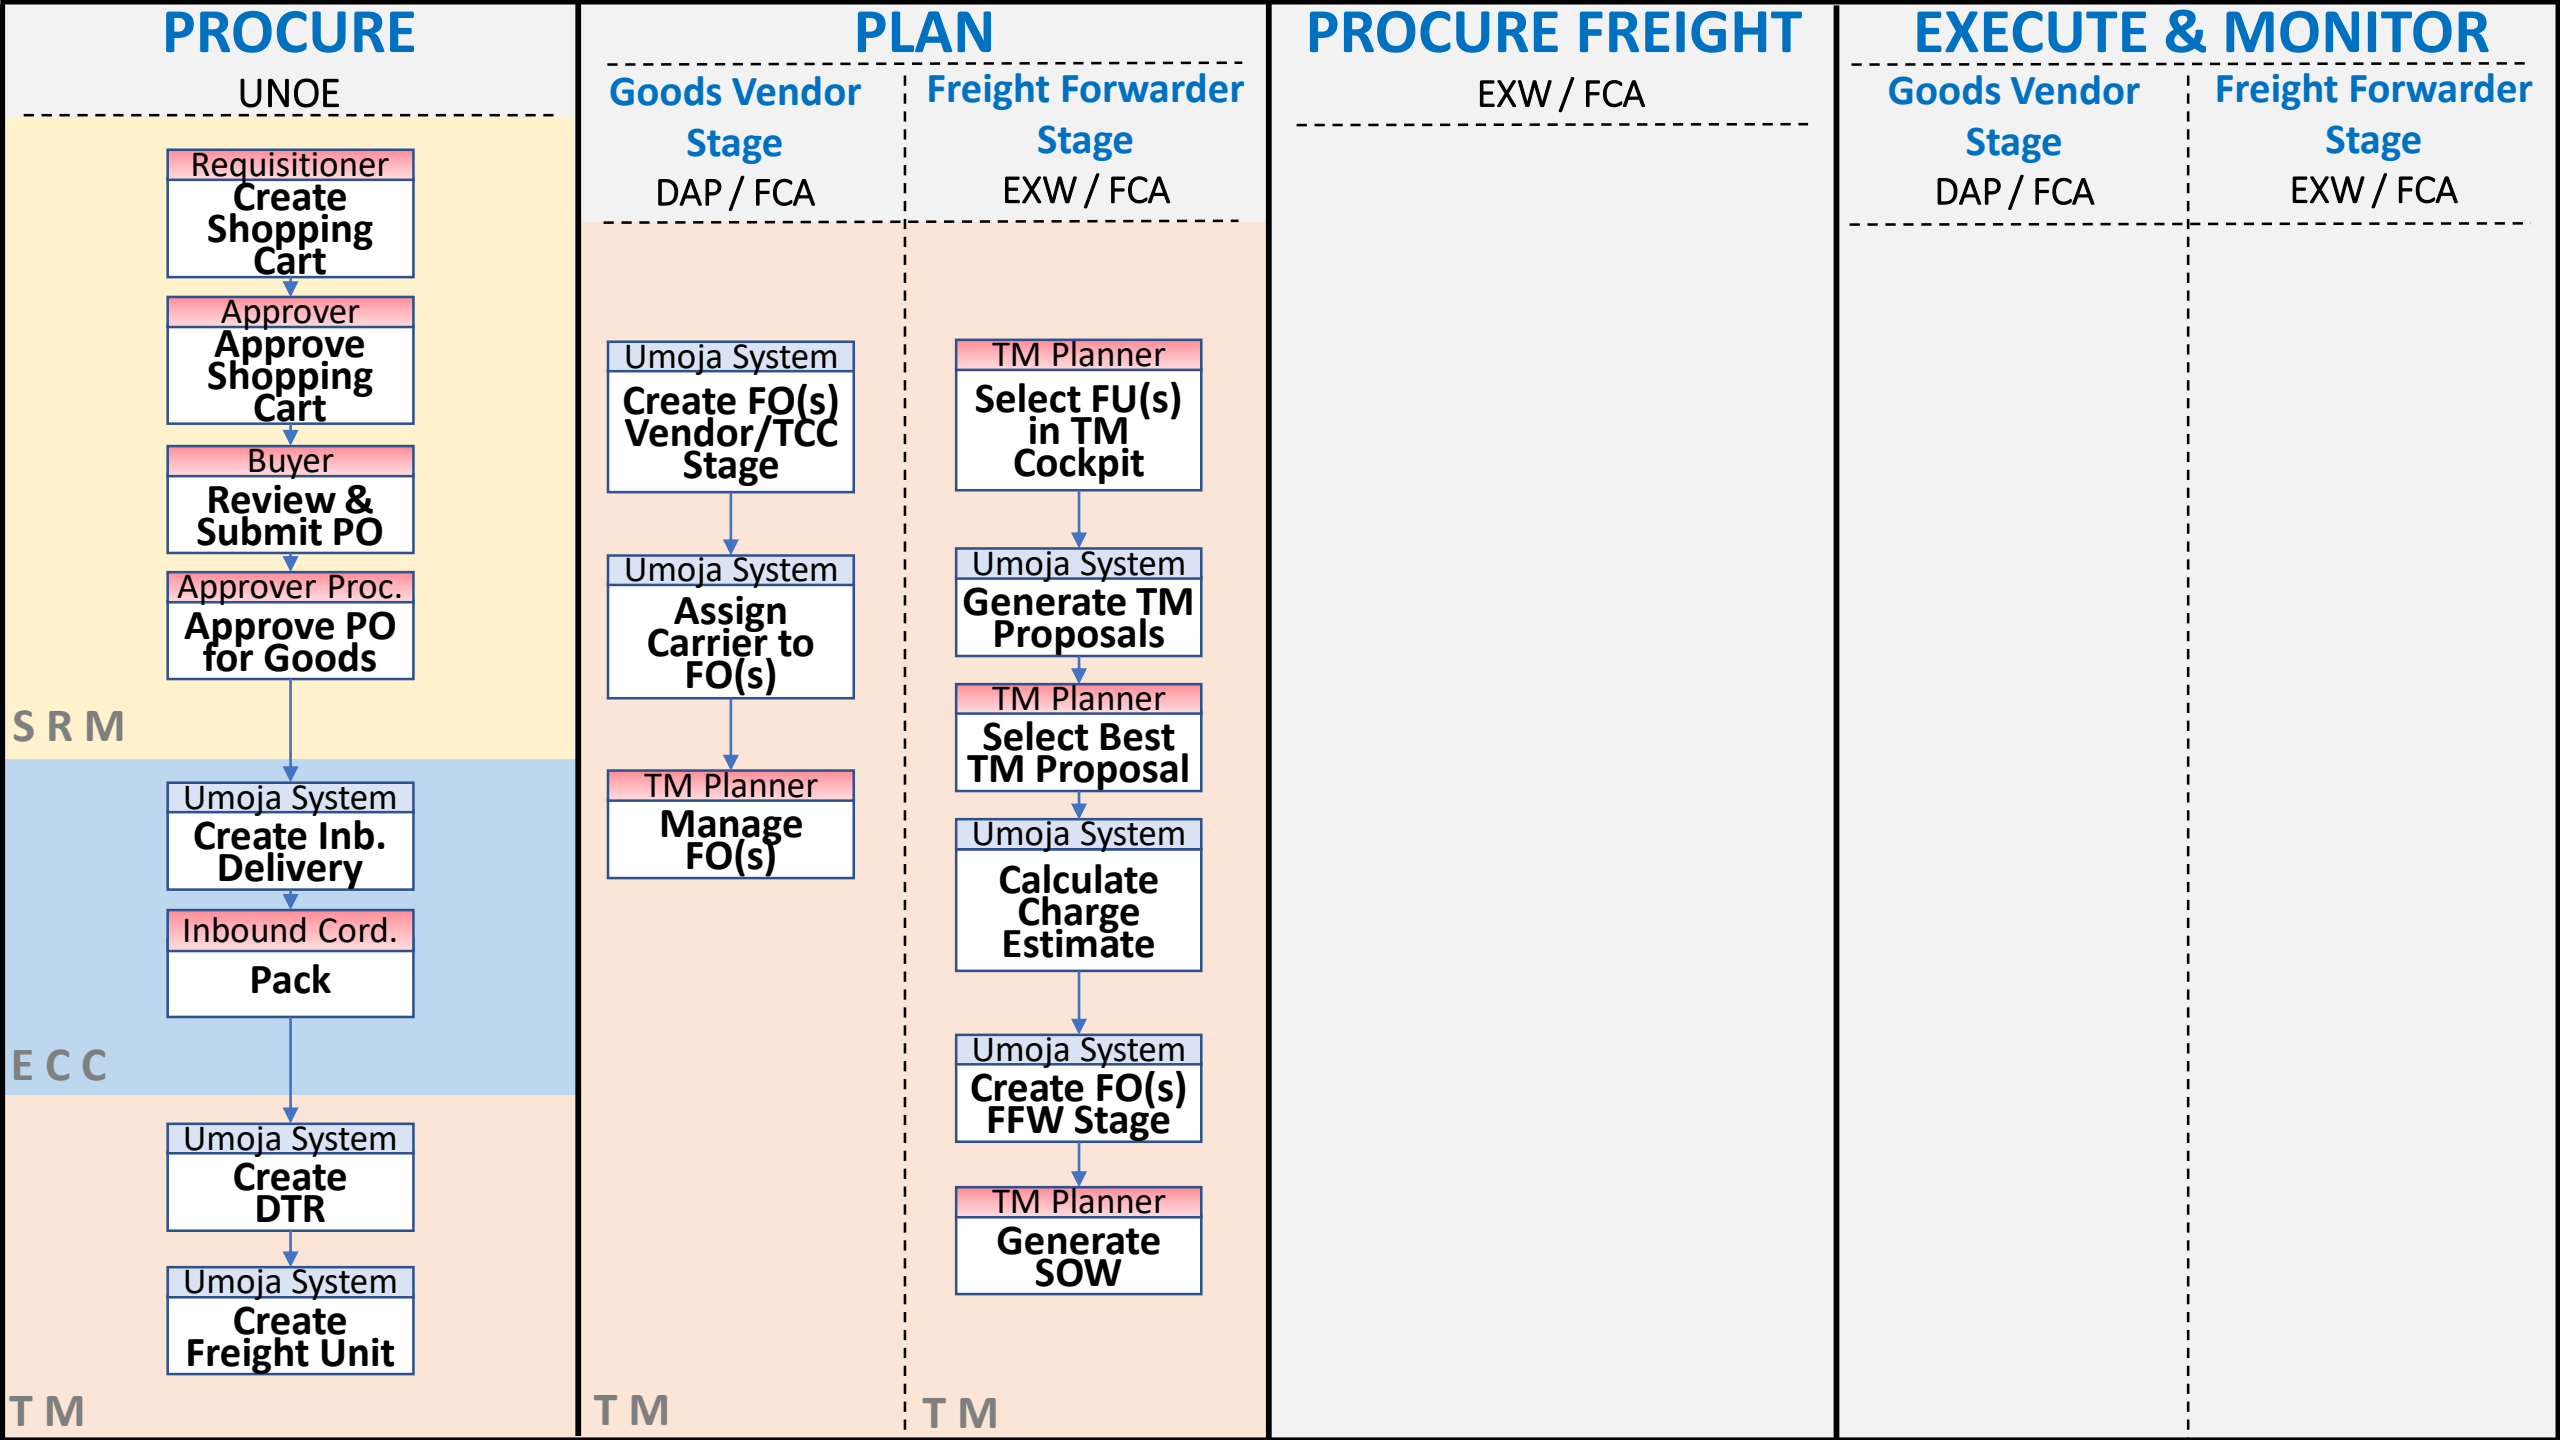 PROCURE
UNOE
Requisitioner
Create
Shopping
Cart
Approver
Approve
Shopping
Cart
Buyer
Review &
Submit PO
Approver Proc.
Approve PO
for Goods
S R M
Umoja System
Create Inb.
Delivery
Inbound Cord.
Pack
E C C
Umoja System
Create
DTR
Umoja System
Create
Freight Unit
T M
PLAN
Goods Vendor
Stage
DAP / FCA
Umoja System
Create FO(s)
Vendor/TCC
Stage
Umoja System
Assign
Carrier to
FO(s)
TM Planner
Manage
FO(s)
T M
Freight Forwarder
Stage
EXW / FCA
TM Planner
Select FU(s)
in TM
Cockpit
Umoja System
Generate TM
Proposals
TM Planner
Select Best
TM Proposal
Umoja System
Calculate
Charge
Estimate
Umoja System
Create FO(s)
FFW Stage
TM Planner
Generate
SOW
T M
PROCURE FREIGHT
EXW / FCA
EXECUTE & MONITOR
Goods Vendor
Stage
DAP / FCA
Freight Forwarder
Stage
EXW / FCA